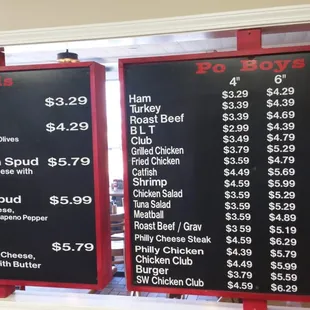 s
$3.29
$4.29
Olives
Spud $5.79
eese with
oud $5.99
ese,
apeno Pepper
$5.79
Cheese,
ith Butter
Po Boys
4" 6"
Ham $3.29 $4.29
Turkey $3.39 $4.39
Roast Beef $3.39 $4.69
B L T $2.99 $4.39
Club $3.49 $4.79
Grilled Chicken $3.79 $5.29
Fried Chicken $3.59 $4.79
Catfish $4.49 $5.69
Shrimp $4.59 $5.99
Chicken Salad $3.59 $5.29
Tuna Salad $3.59 $5.29
Meatball $3.59 $4.89
Roast Beef / Grav $3.59 $5.19
Philly Cheese Steak $4.59 $6.29
Philly Chicken $4.39 $5.79
Chicken Club $4.49 $5.99
Burger $3.79 $5.59
SW Chicken Club $4.59 $6.29